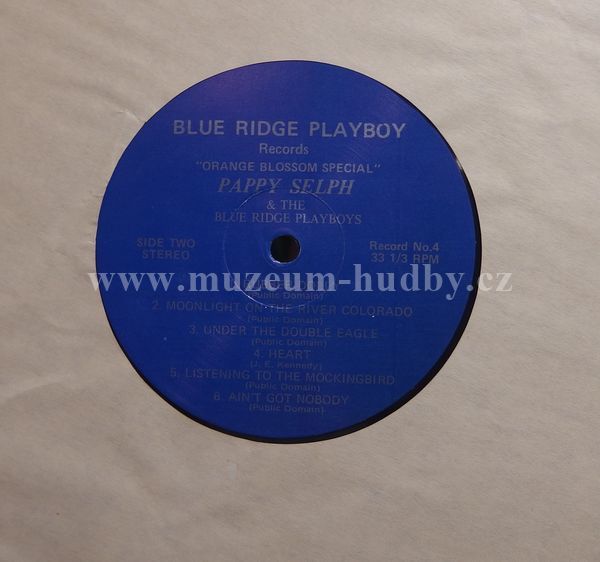 BLUE RIDGE PLAYBOY
Records
"ORANGE BLOSSOM SPECIAL"
PAPPY SELPH
& THE
BLUE RIDGE PLAYBOYS
SIDE TWO
STEREO
Record No.4
33 1/3 RPM
www.muzeum-hudby.cz
(Public Domain)
2. MOONLIGHT ON THE RIVER COLORADO
(Public Domain)
3. UNDER THE DOUBLE EAGLE
(Public Domain)
4. HEART
(J. E. Kennedy)
5. LISTENING TO THE MOCKINGBIRD
(Public Domain)
6. AIN'T GOT NOBODY
(Public Domain)